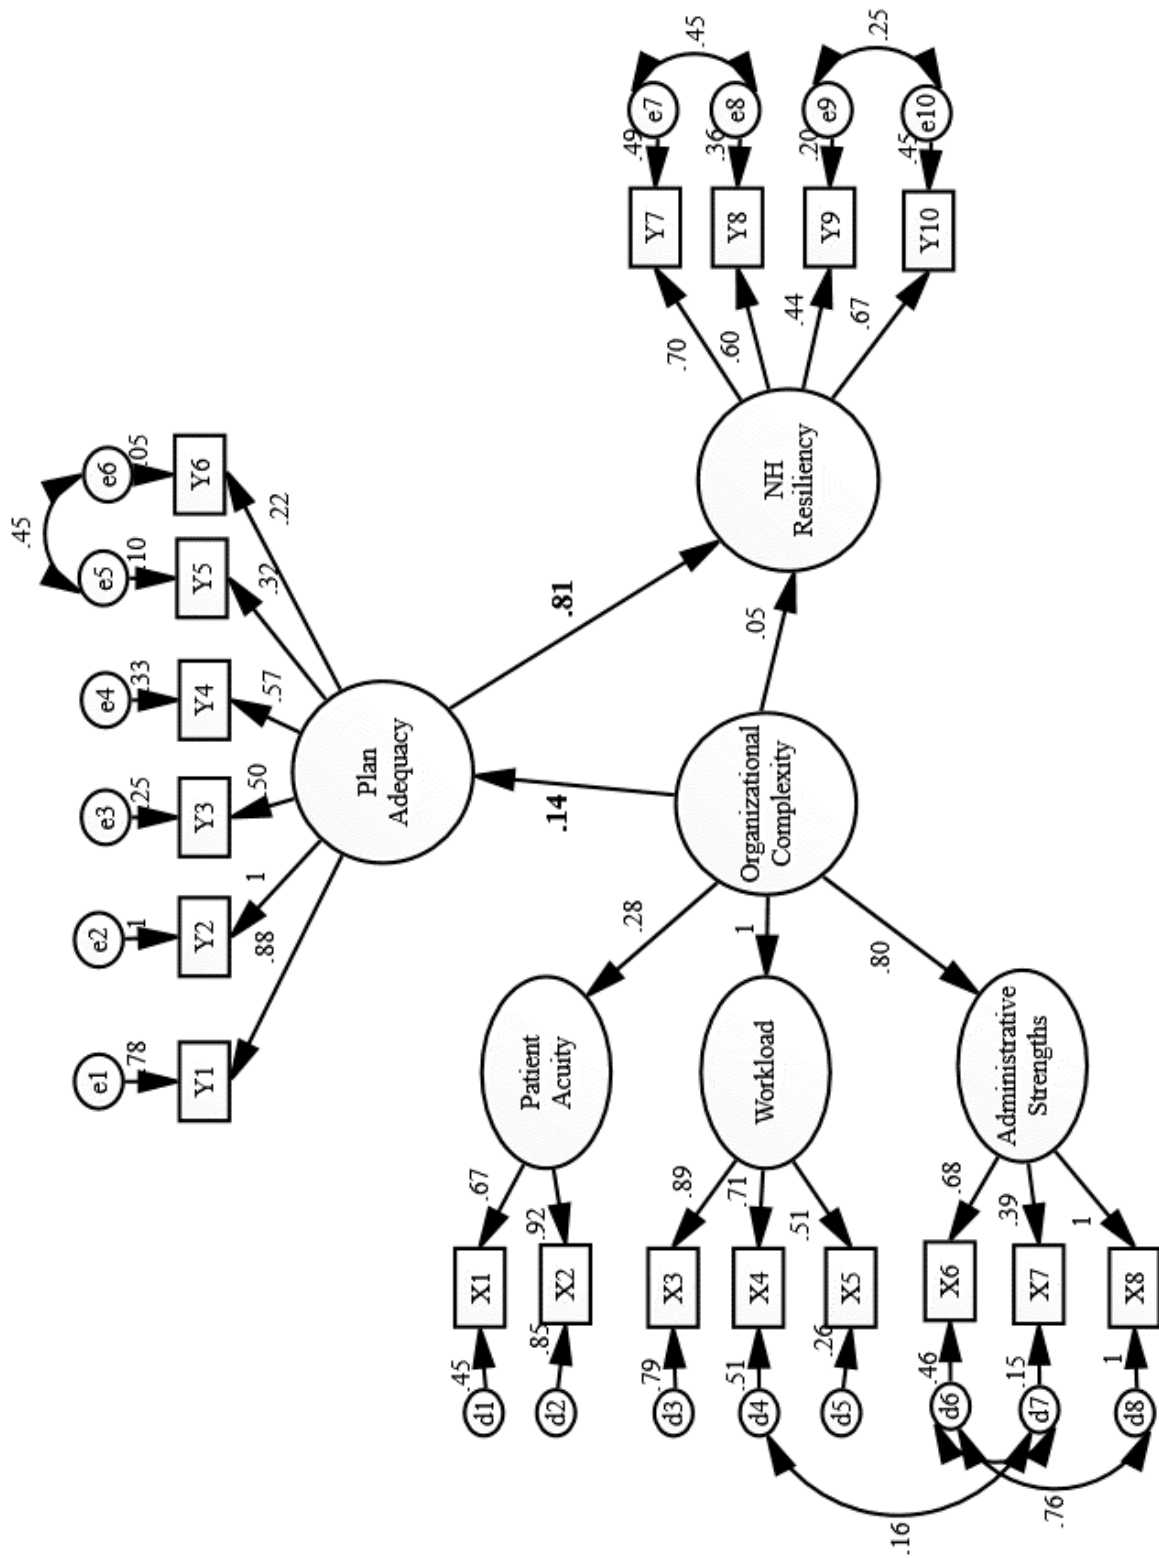 .45
e1 e2 e3 e4 e5 e6
.78 1 .25 .33 .10 .05
Y1 Y2 Y3 Y4 Y5 Y6
.88 1 .50 .57 .32 .22
Plan
Adequacy
.14
.81
d1 .45 X1 .67
d2 .85 X2 .92
Patient
Acuity
.28
d3 .79 X3 .89
d4 .51 X4 .71
d5 .26 X5 .51
Workload
1
Organizational
Complexity
.05
NH
Resiliency
.70 Y7 .49 e7
.60 Y8 .36 e8
.45
.44 Y9 .20 e9
.67 Y10 .45 e10
.25
.80
d6 .46 X6 .68
d7 .15 X7 .39
d8 1 X8 1
Administrative
Strengths
.16
.76